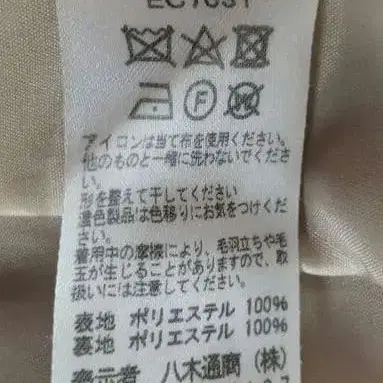 EC1031
F
W
アイロンは当て布を使用ください。
他のものと一緒に洗わないでくださ
い。
形を整えて干してください
濃色製品は色移りにお気をつけくだ
さい。
着用中の摩擦により、毛羽立ちや毛
玉が生じることがありますので、取
扱いには注意してください。
表地 ポリエステル 100%
裏地 ポリエステル 100%
表示者 八木通商(株)